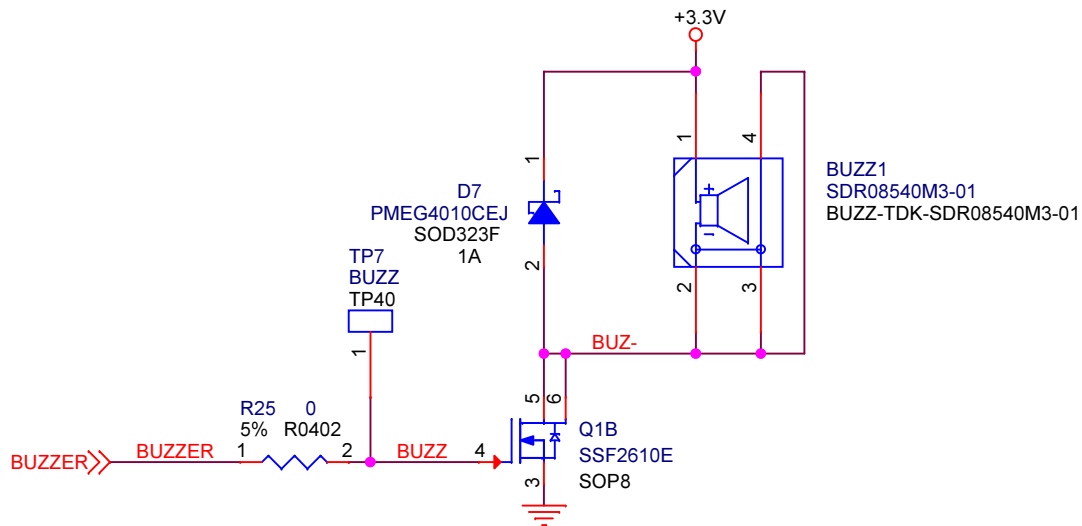 +3.3V
1
4
BUZZ1
SDR08540M3-01
BUZZ-TDK-SDR08540M3-01
+
-
2
3
1
D7
PMEG4010CEJ
SOD323F
1A
2
TP7
BUZZ
TP40
1
BUZ-
5
6
R25 0
5% R0402
BUZZER
BUZZER
1
2
BUZZ
4
Q1B
SSF2610E
SOP8
3